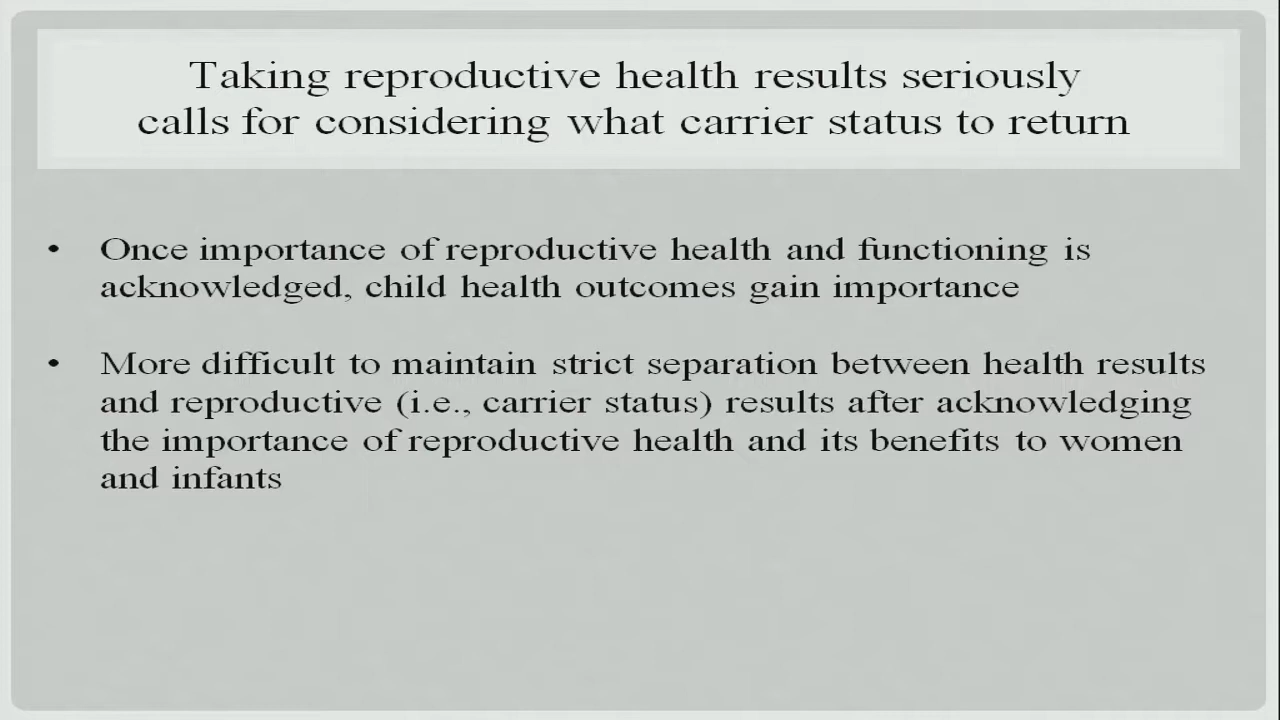 Taking reproductive health results seriously
calls for considering what carrier status to return
• Once importance of reproductive health and functioning is
acknowledged, child health outcomes gain importance
• More difficult to maintain strict separation between health results
and reproductive (i.e., carrier status) results after acknowledging
the importance of reproductive health and its benefits to women
and infants